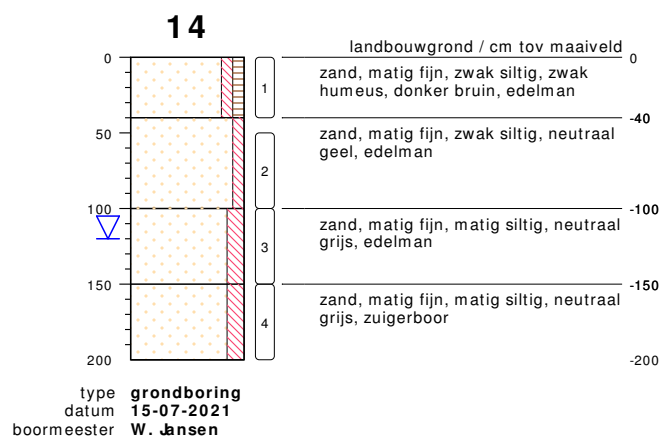 14
landbouwgrond / cm tov maaiveld
0
0
1
zand, matig fijn, zwak siltig, zwak
humeus, donker bruin, edelman
-40
50
2
zand, matig fijn, zwak siltig, neutraal
geel, edelman
100
-100
3
zand, matig fijn, matig siltig, neutraal
grijs, edelman
150
-150
4
zand, matig fijn, matig siltig, neutraal
grijs, zuigerboor
200
-200
type grondboring
datum 15-07-2021
boormeester W. Jansen